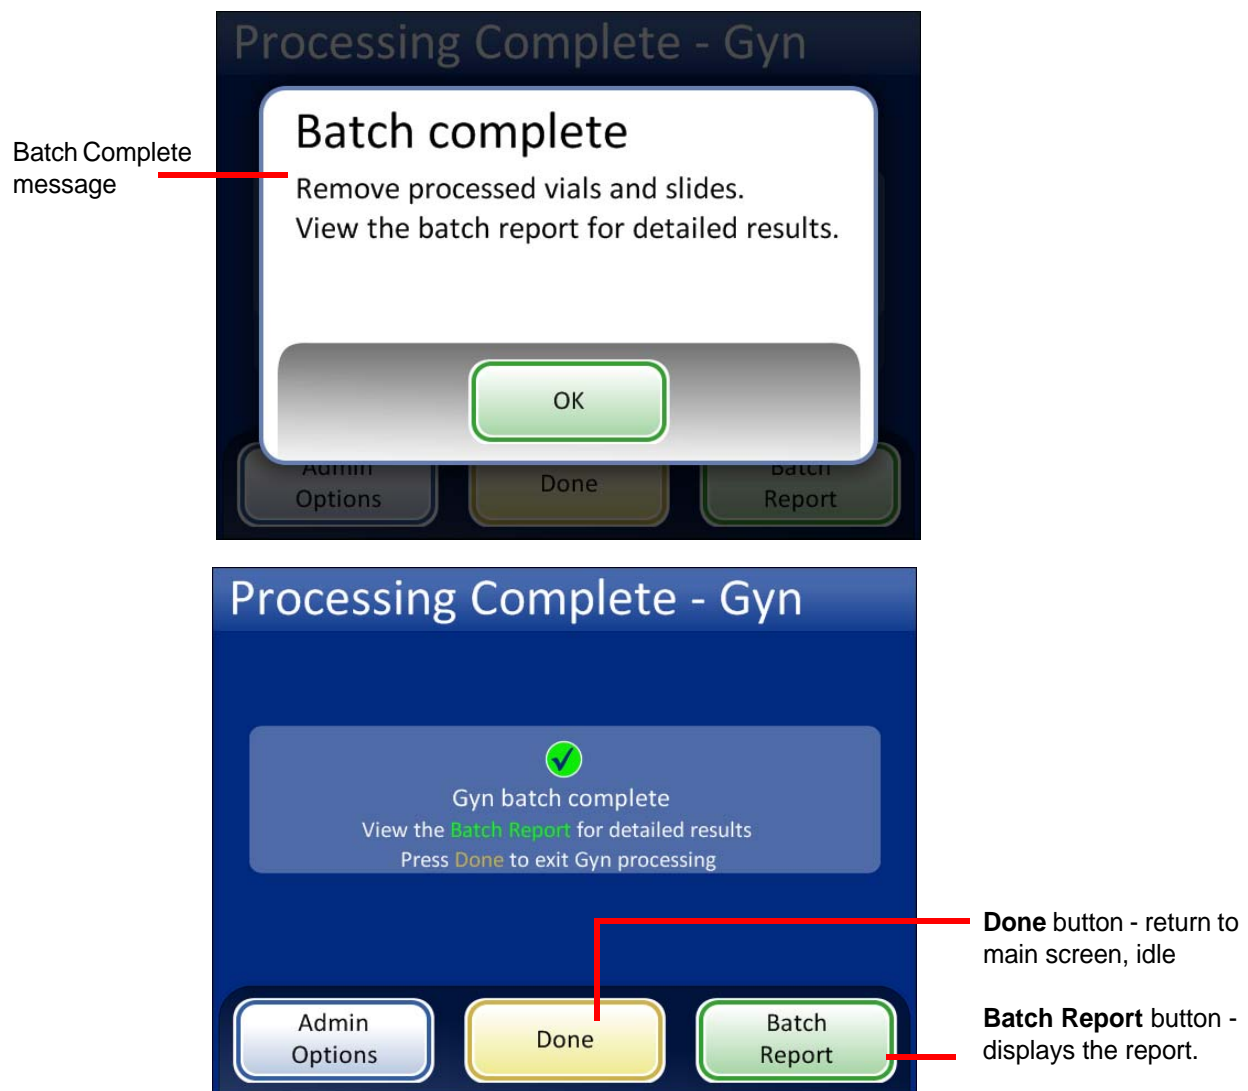 Processing Complete - Gyn
Batch Complete
message
Batch complete
Remove processed vials and slides.
View the batch report for detailed results.
OK
Admin
Options
Done
Batch
Report
Processing Complete - Gyn
Gyn batch complete
View the Batch Report for detailed results
Press Done to exit Gyn processing
Done button - return to
main screen, idle
Admin
Options
Done
Batch
Report
Batch Report button -
displays the report.